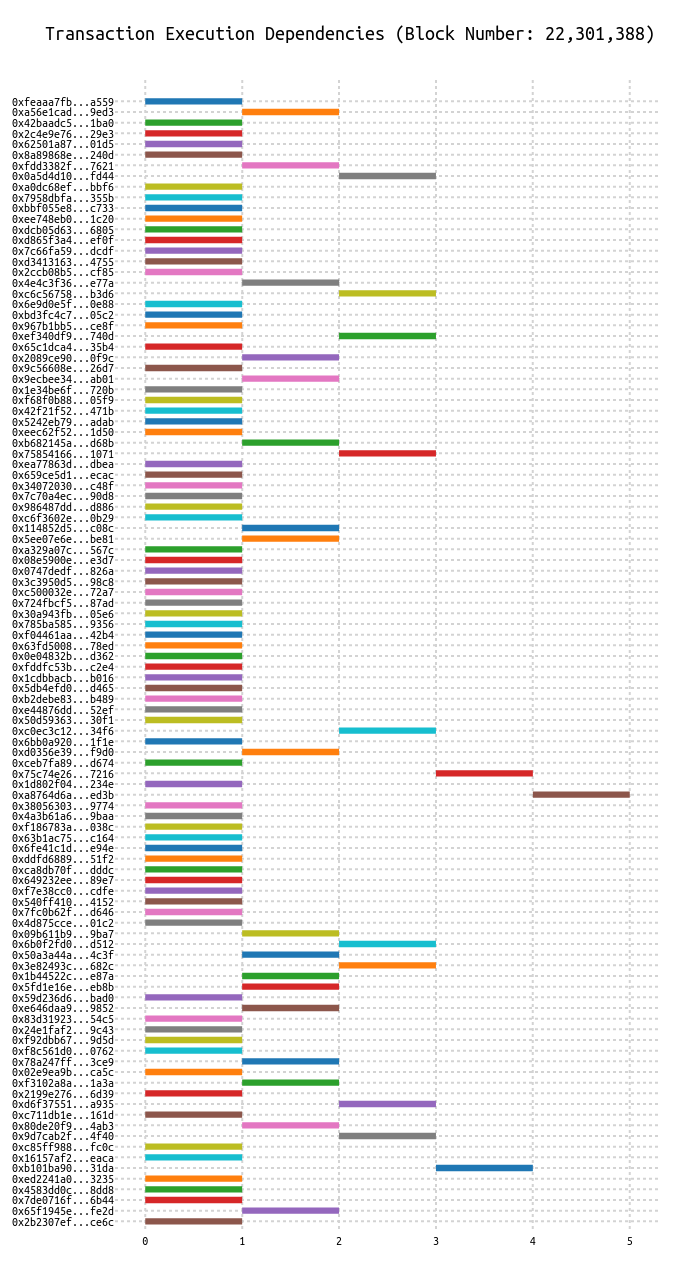 Transaction Execution Dependencies (Block Number: 22,301,388)
0xfeaaa7fb...a559
0xa56e1cad...9ed3
0x42baadc5...1ba0
0x2c4e9e76...29e3
0x62501a87...01d5
0x8a89868e...240d
0xfdd3382f...7621
0x0a5d4d10...fd44
0xa0dc68ef...bbf6
0x7958dbfa...355b
0xbbf055e8...c733
0xee748eb0...1c20
0xdcb05d63...6805
0xd865f3a4...ef0f
0x7c66fa59...dcdf
0xd3413163...4755
0x2ccb08b5...cf85
0x4e4c3f36...e77a
0xc6c56758...b3d6
0x6e9d0e5f...0e88
0xbd3fc4c7...05c2
0x967b1bb5...ce8f
0xef340df9...740d
0x65c1dca4...35b4
0x2089ce90...0f9c
0x9c56608e...26d7
0x9ecbee34...ab01
0x1e34be6f...720b
0xf68f0b88...05f9
0x42f21f52...471b
0x5242eb79...adab
0xeec62f52...1d50
0xb682145a...d68b
0x75854166...1071
0xea77863d...dbea
0x659ce5d1...ecac
0x34072030...c48f
0x7c70a4ec...90d8
0x986487dd...d886
0xc6f3602e...0b29
0x114852d5...c08c
0x5ee07e6e...be81
0xa329a07c...567c
0x08e5900e...e3d7
0x0747dedf...826a
0x3c3950d5...98c8
0xc500032e...72a7
0x724fbcf5...87ad
0x30a943fb...05e6
0x785ba585...9356
0xf04461aa...42b4
0x63fd5008...78ed
0x0e04832b...d362
0xfddfc53b...c2e4
0x1cdbbacb...b016
0x5db4efd0...d465
0xb2debe83...b489
0xe44876dd...52ef
0x50d59363...30f1
0xc0ec3c12...34f6
0x6bb0a920...1f1e
0xd0356e39...f9d0
0xceb7fa89...d674
0x75c74e26...7216
0x1d802f04...234e
0xa8764d6a...ed3b
0x38056303...9774
0x4a3b61a6...9baa
0xf186783a...038c
0x63b1ac75...c164
0x6fe41c1d...e94e
0xddfd6889...51f2
0xca8db70f...dddc
0x649232ee...89e7
0xf7e38cc0...cdfe
0x540ff410...4152
0x7fc0b62f...d646
0x4d875cce...01c2
0x09b611b9...9ba7
0x6b0f2fd0...d512
0x50a3a44a...4c3f
0x3e82493c...682c
0x1b44522c...e87a
0x5fd1e16e...eb8b
0x59d236d6...bad0
0xe646daa9...9852
0x83d31923...54c5
0x24e1faf2...9c43
0xf92dbb67...9d5d
0xf8c561d0...0762
0x78a247ff...3ce9
0x02e9ea9b...ca5c
0xf3102a8a...1a3a
0x2199e276...6d39
0xd6f37551...a935
0xc711db1e...161d
0x80de20f9...4ab3
0x9d7cab2f...4f40
0xc85ff988...fc0c
0x16157af2...eaca
0xb101ba90...31da
0xed2241a0...3235
0x4583dd0c...8dd8
0x7de0716f...6b44
0x65f1945e...fe2d
0x2b2307ef...ce6c
0 1 2 3 4 5